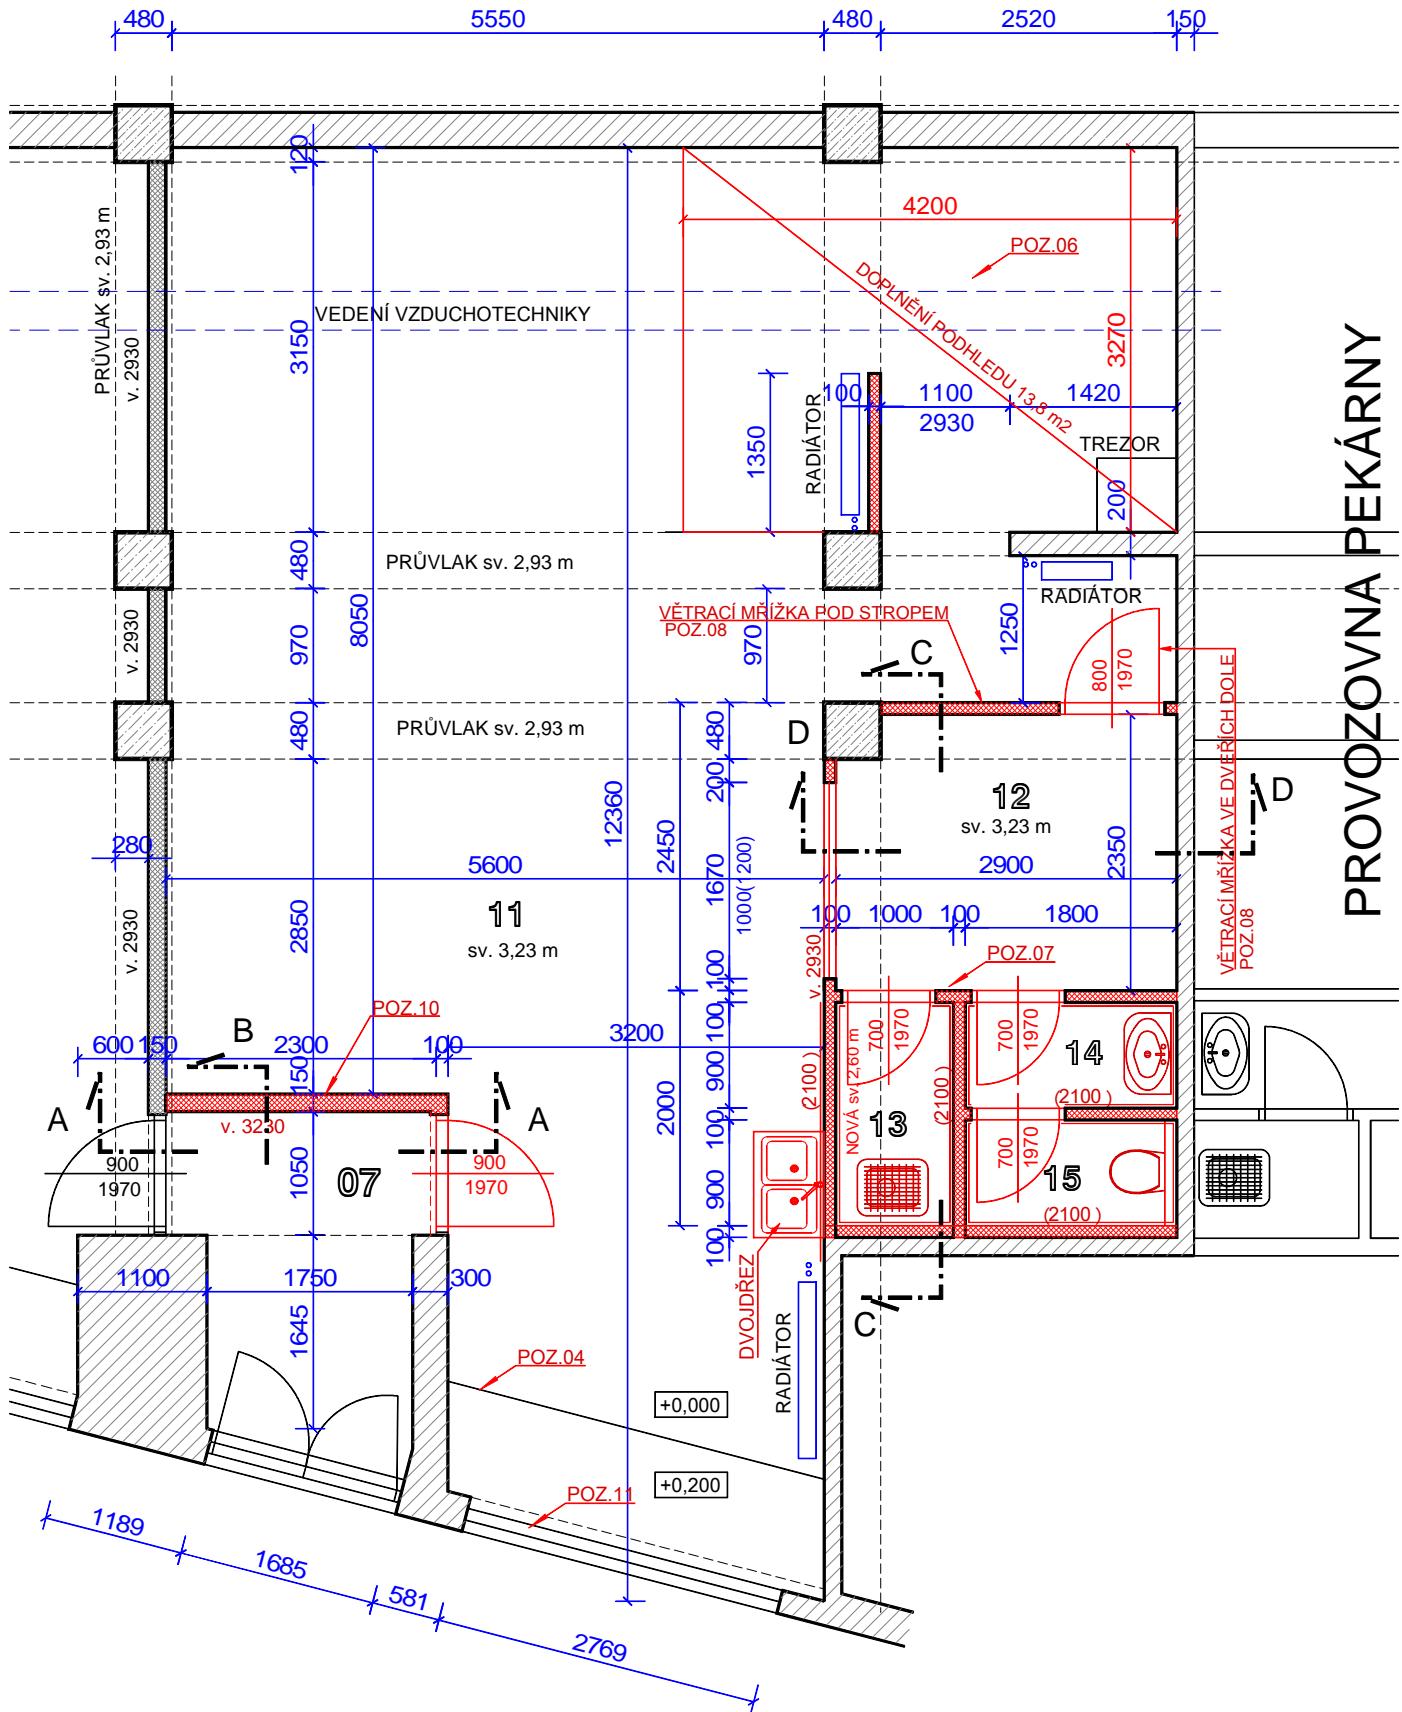 480
5550
480
2520
150
120
PRŮVLAK sv. 2,93 m
v. 2930
VEDENÍ VZDUCHOTECHNIKY
3150
4200
POZ.06
DOPLNĚNÍ PODHLEDU 13,8 m2
3270
100
1100
1420
2930
1350
RADIÁTOR
TREZOR
200
PROVOZOVNA PEKÁRNY
480
PRŮVLAK sv. 2,93 m
8050
VĚTRACÍ MŘÍŽKA POD STROPEM
POZ.08
RADIÁTOR
1250
970
v. 2930
970
C
800
1970
VĚTRACÍ MŘÍŽKA VE DVEŘÍCH DOLE
POZ.08
480
PRŮVLAK sv. 2,93 m
480
D
200
12360
2450
12
sv. 3,23 m
D
280
5600
1670
1000(1200)
2900
2350
2850
v. 2930
11
sv. 3,23 m
100
1000
100
1800
100
v. 2930
POZ.07
POZ.10
B
600
150
2300
100
3200
150
100
900
2000
(2100 )
NOVÁ sv. 2,60 m
700
1970
(2100 )
700
1970
14
(2100 )
A
A
v. 3230
13
100
900
1970
07
900
1970
1050
900
700
1970
15
(2100 )
100
DVOJDŘEZ
1100
1750
300
1645
RADIÁTOR
C
POZ.04
+0,000
+0,200
POZ.11
1189
1685
581
2769